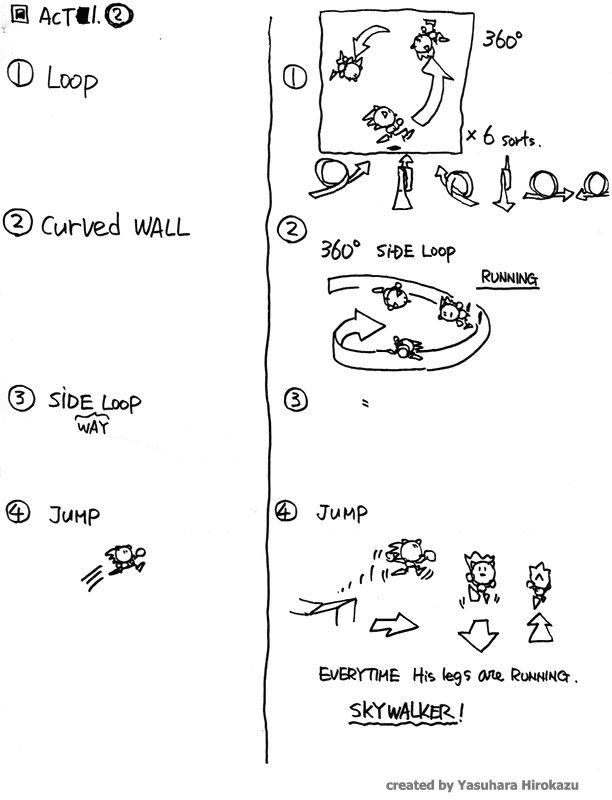 ACT 1. ②
① LOOP
② Curved WALL
③ SIDE LOOP
WAY
④ JUMP
①
360°
× 6 sorts.
②
360° SIDE LOOP
RUNNING
③ 〃
④ JUMP
EVERYTIME His legs are RUNNING.
SKYWALKER!
created by Yasuhara Hirokazu